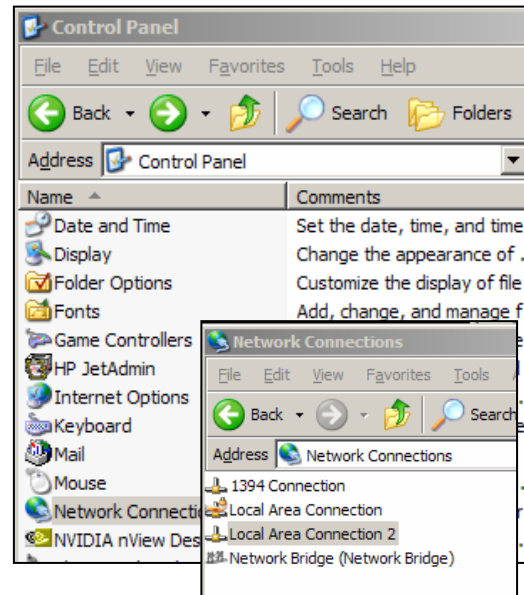 Control Panel
File Edit View Favorites Tools Help
Back Search Folders
Address Control Panel
Name Comments
Date and Time Set the date, time, and time
Display Change the appearance of .
Folder Options Customize the display of file
Fonts Add, change, and manage f
Game Controllers
HP JetAdmin
Internet Options
Keyboard
Mail
Mouse
Network Connecti
NVIDIA nView Des
Network Connections
File Edit View Favorites Tools
Back Search
Address Network Connections
1394 Connection
Local Area Connection
Local Area Connection 2
Network Bridge (Network Bridge)